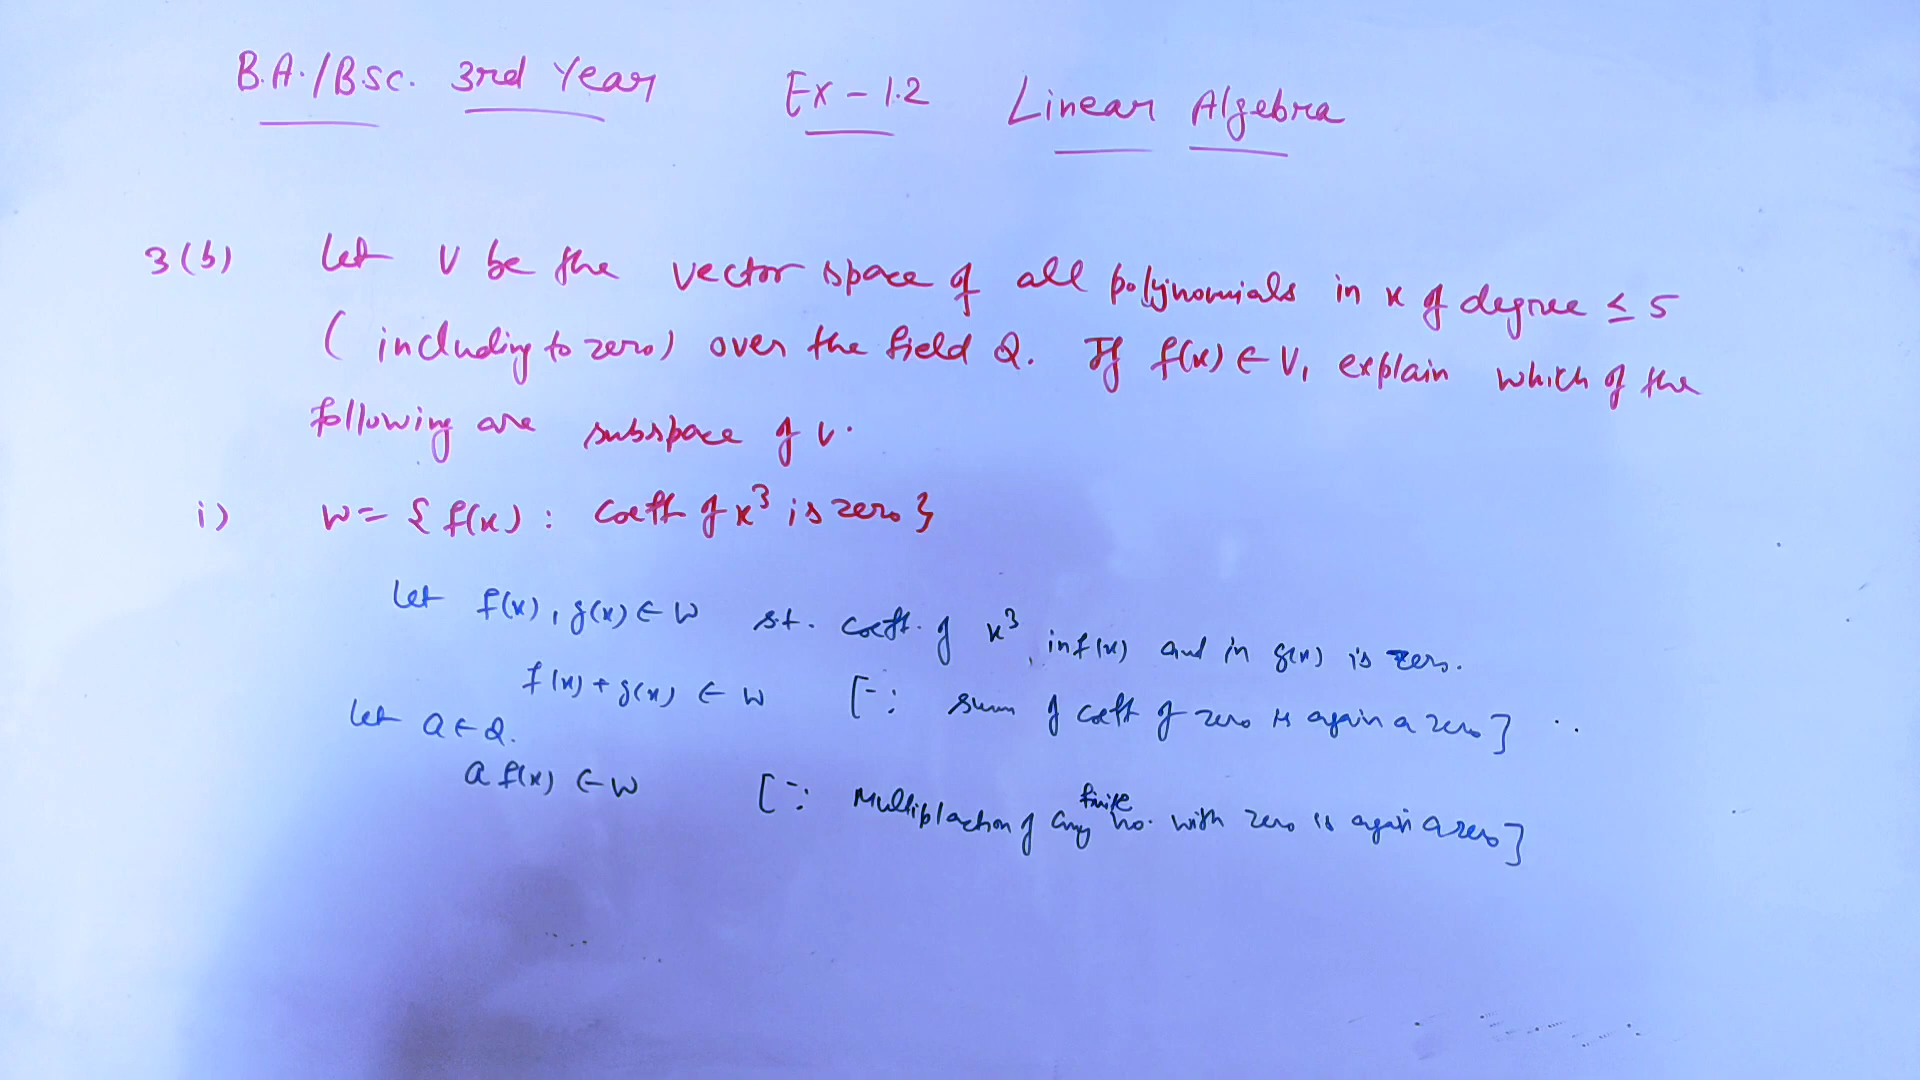 B.A./B.sc. 3rd Year Ex-1.2 Linear Algebra
3(b) Let V be the vector space of all polynomials in x of degree ≤ 5
(including to zero) over the field Q. If f(x) ∈ V, explain which of the
following are subspace of V.
i) W= {f(x) : coeff of x³ is zero}
Let f(x), g(x) ∈ W s.t. coeff. of x³ in f(x) and in g(x) is zero.
f(x) + g(x) ∈ W [∵ sum of coeff of zero is again a zero]
Let a ∈ Q.
a f(x) ∈ W [∵ Multiplaction of any finite no. with zero is again a zero]